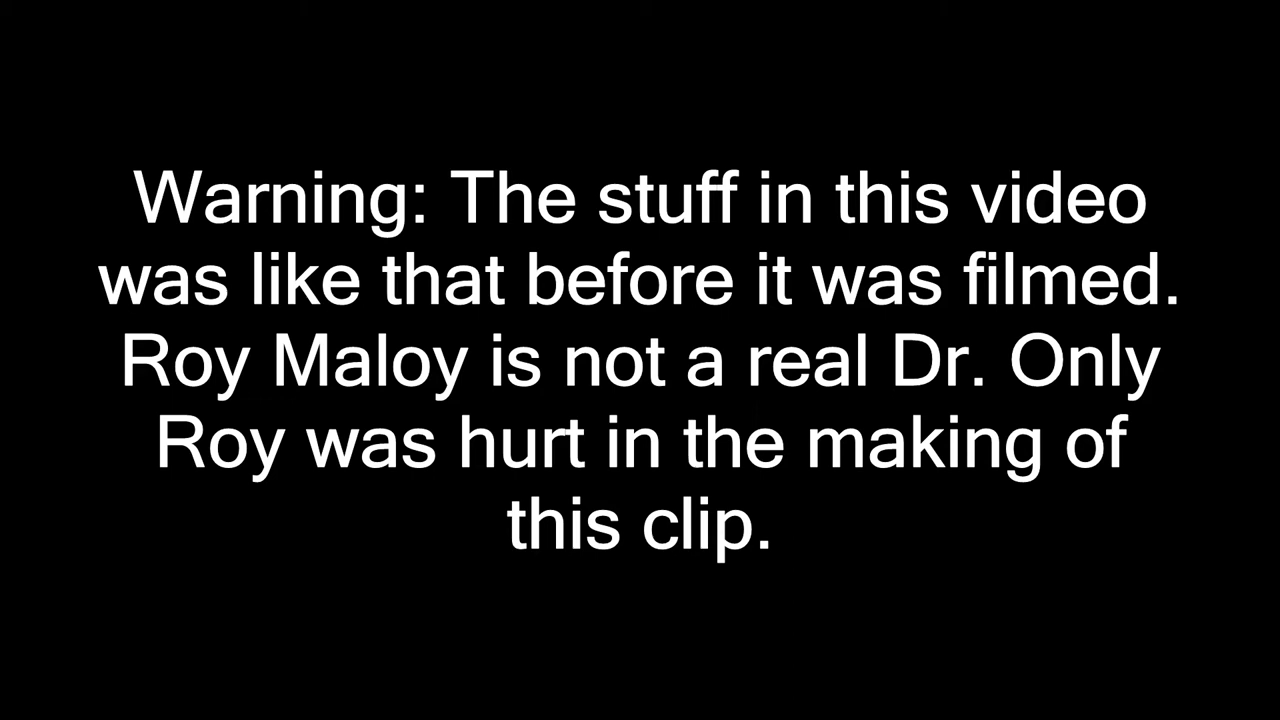 Warning: The stuff in this video
was like that before it was filmed.
Roy Maloy is not a real Dr. Only
Roy was hurt in the making of
this clip.